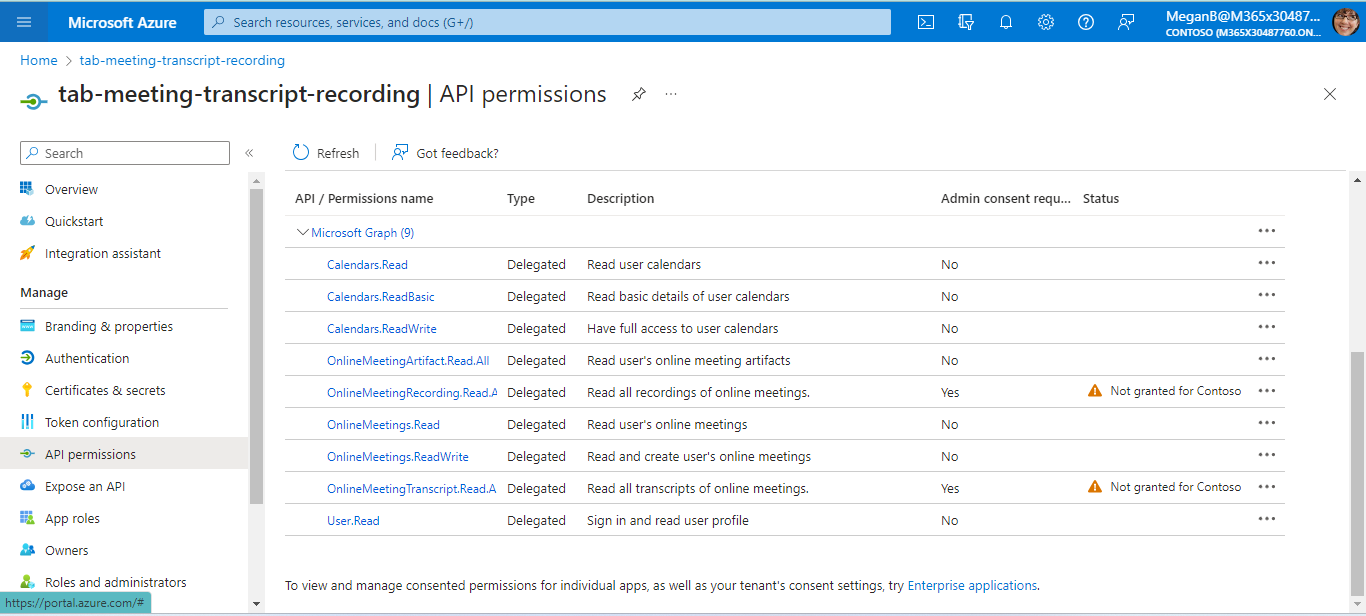 Microsoft Azure
Search resources, services, and docs (G+/)
MeganB@M365x30487...
CONTOSO (M365X30487760.ON...
Home > tab-meeting-transcript-recording
tab-meeting-transcript-recording | API permissions
Search
Refresh
Got feedback?
Overview
Quickstart
Integration assistant
Manage
Branding & properties
Authentication
Certificates & secrets
Token configuration
API permissions
Expose an API
App roles
Owners
Roles and administrators
https://portal.azure.com/#
API / Permissions name Type Description Admin consent requ... Status
Microsoft Graph (9)
Calendars.Read Delegated Read user calendars No
Calendars.ReadBasic Delegated Read basic details of user calendars No
Calendars.ReadWrite Delegated Have full access to user calendars No
OnlineMeetingArtifact.Read.All Delegated Read user's online meeting artifacts No
OnlineMeetingRecording.Read.A Delegated Read all recordings of online meetings. Yes Not granted for Contoso
OnlineMeetings.Read Delegated Read user's online meetings No
OnlineMeetings.ReadWrite Delegated Read and create user's online meetings No
OnlineMeetingTranscript.Read.A Delegated Read all transcripts of online meetings. Yes Not granted for Contoso
User.Read Delegated Sign in and read user profile No
To view and manage consented permissions for individual apps, as well as your tenant's consent settings, try Enterprise applications.